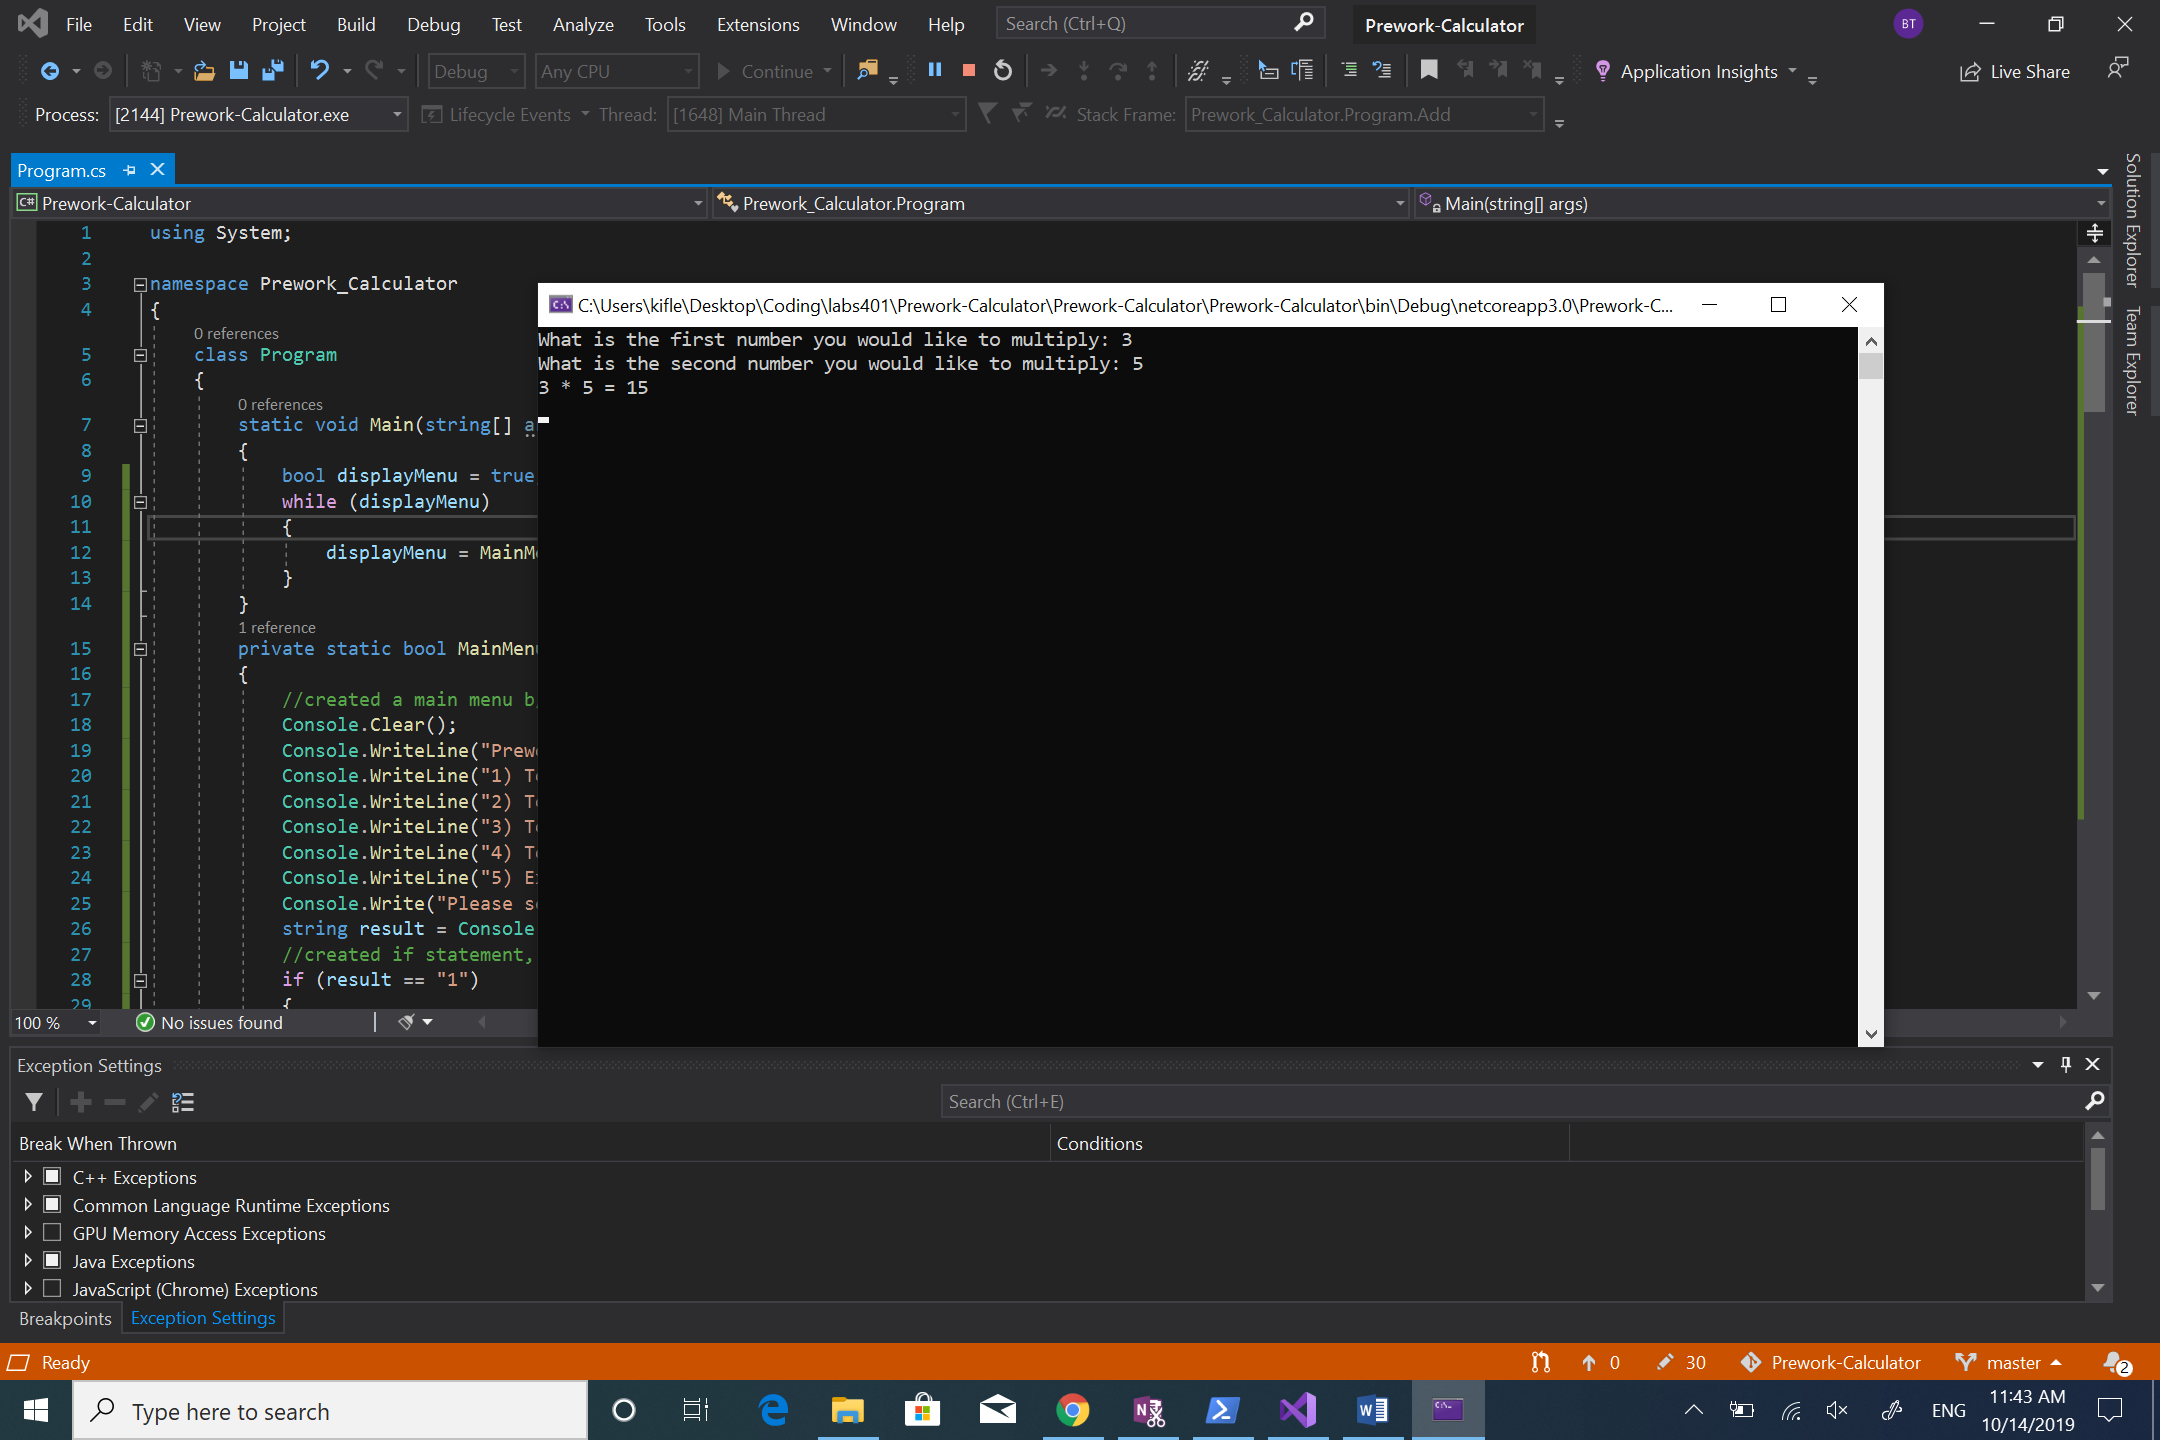 File Edit View Project Build Debug Test Analyze Tools Extensions Window Help Search (Ctrl+Q) Prework-Calculator BT
Debug Any CPU Continue Application Insights Live Share
Process: [2144] Prework-Calculator.exe Lifecycle Events Thread: [1648] Main Thread Stack Frame: Prework_Calculator.Program.Add
Program.cs
C# Prework-Calculator Prework_Calculator.Program Main(string[] args)
Solution Explorer
Team Explorer
1 using System;
2
3 namespace Prework_Calculator
4 {
0 references
5 class Program
6 {
0 references
7 static void Main(string[]
8 {
9 bool displayMenu = true
10 while (displayMenu)
11 {
12 displayMenu = MainM
13 }
14 }
1 reference
15 private static bool MainMen
16 {
17 //created a main menu b
18 Console.Clear();
19 Console.WriteLine("Prew
20 Console.WriteLine("1) T
21 Console.WriteLine("2) T
22 Console.WriteLine("3) T
23 Console.WriteLine("4) T
24 Console.WriteLine("5) E
25 Console.Write("Please s
26 string result = Console
27 //created if statement,
28 if (result == "1")
29 {
C:\Users\kifle\Desktop\Coding\labs401\Prework-Calculator\Prework-Calculator\Prework-Calculator\bin\Debug\netcoreapp3.0\Prework-C...
What is the first number you would like to multiply: 3
What is the second number you would like to multiply: 5
3 * 5 = 15
100 % No issues found
Exception Settings
Search (Ctrl+E)
Break When Thrown Conditions
C++ Exceptions
Common Language Runtime Exceptions
GPU Memory Access Exceptions
Java Exceptions
JavaScript (Chrome) Exceptions
Breakpoints Exception Settings
Ready 0 30 Prework-Calculator master 2
Type here to search ENG 11:43 AM
10/14/2019